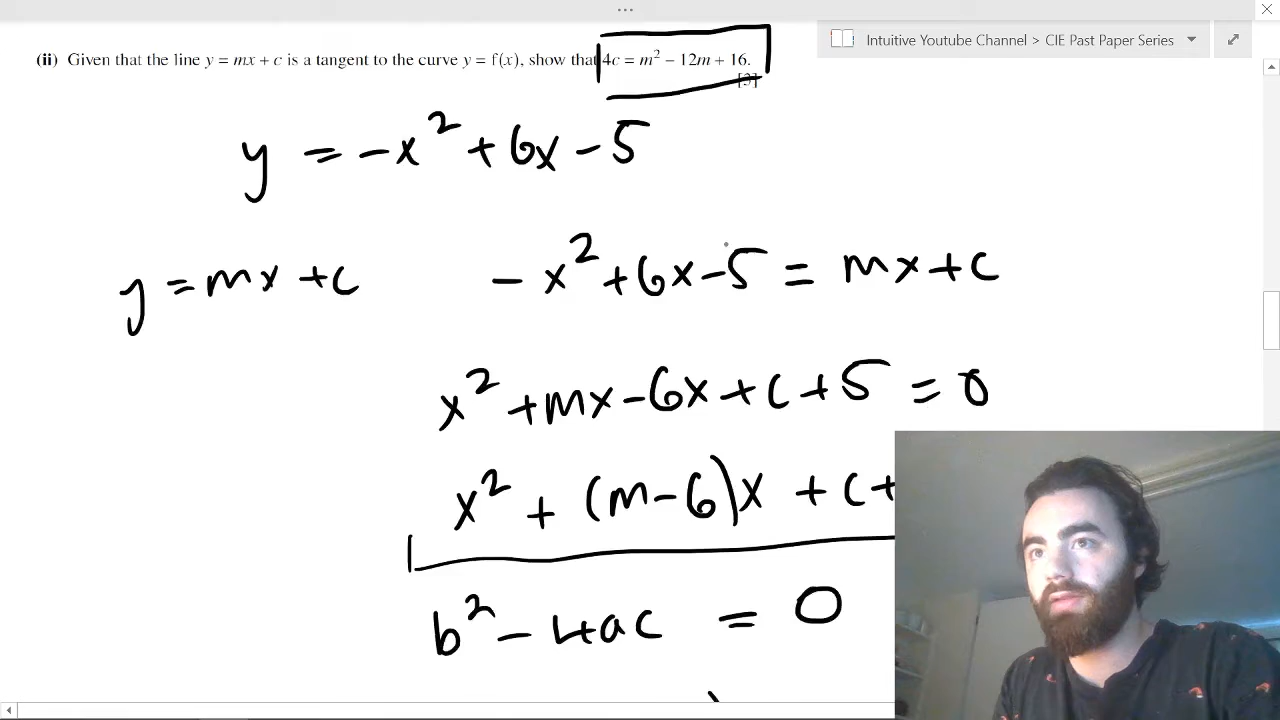 Intuitive Youtube Channel > CIE Past Paper Series
(ii) Given that the line y = mx + c is a tangent to the curve y = f(x), show that 4c = m² − 12m + 16.
[3]
y = -x² + 6x - 5
y = mx + c
-x² + 6x - 5 = mx + c
x² + mx - 6x + c + 5 = 0
x² + (m - 6)x + c +
b² - 4ac = 0